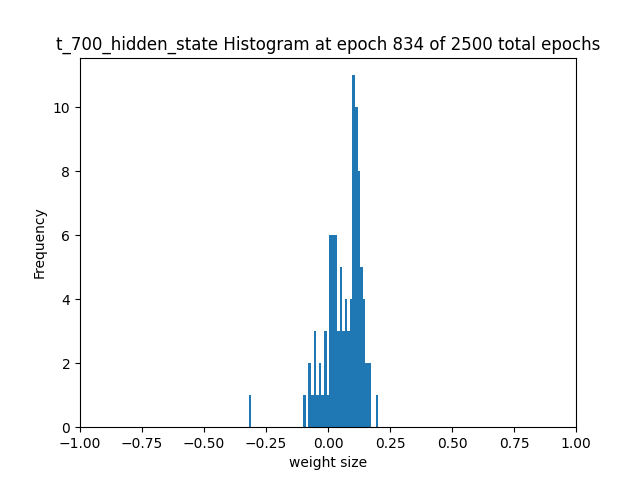 t_700_hidden_state Histogram at epoch 834 of 2500 total epochs
Frequency
10
8
6
4
2
0
−1.00 −0.75 −0.50 −0.25 0.00 0.25 0.50 0.75 1.00
weight size